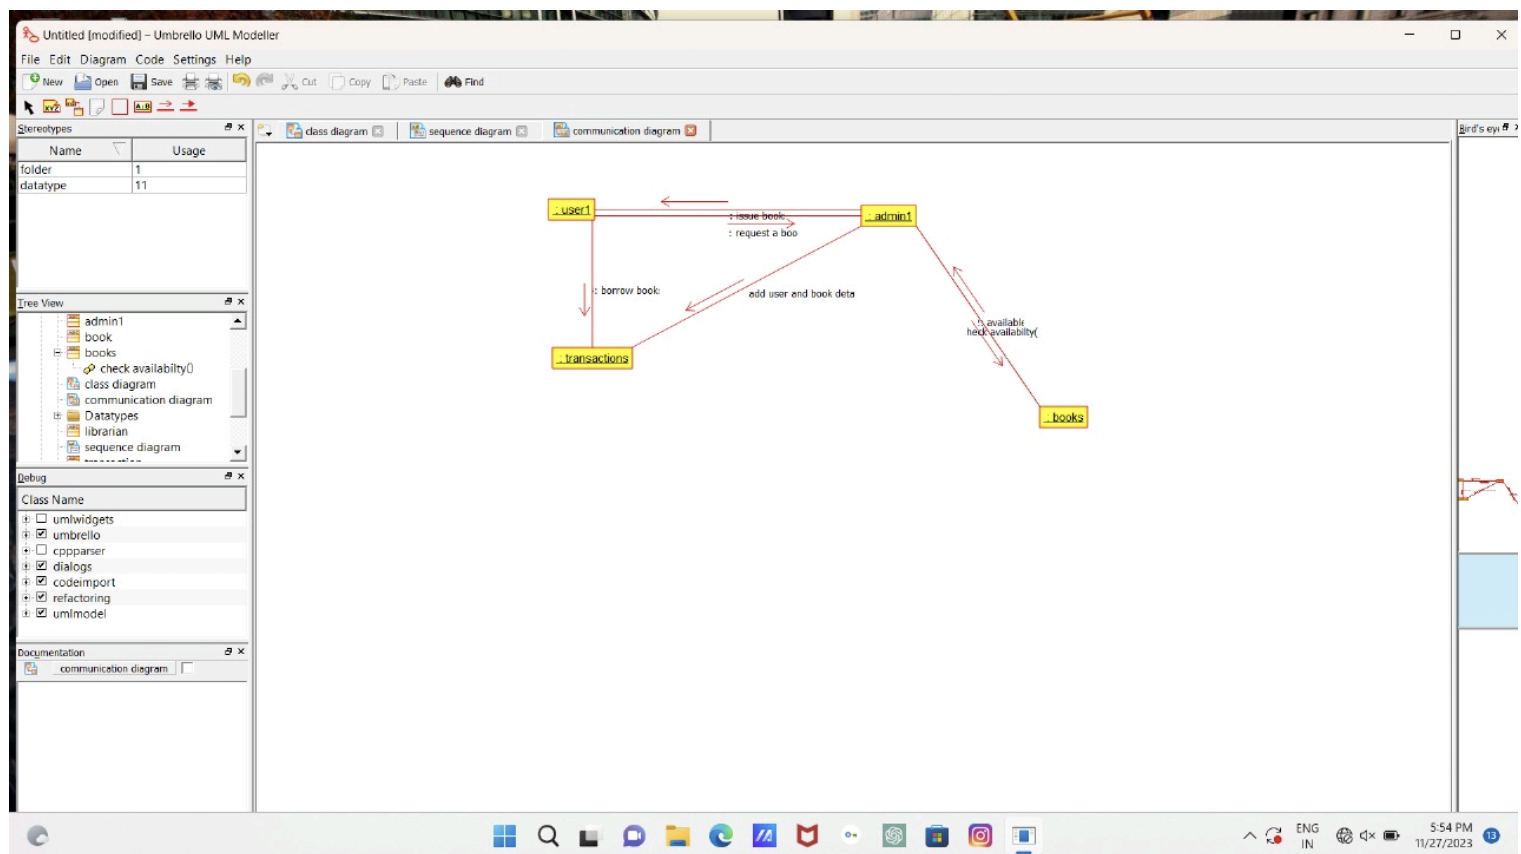 Untitled [modified] – Umbrello UML Modeller
File Edit Diagram Code Settings Help
New Open Save Cut Copy Paste Find
XYZ A:B
Stereotypes
Name Usage
folder 1
datatype 11
class diagram sequence diagram communication diagram
Bird's eye
: user1
: admin1
: issue book
: request a boo
: borrow book
add user and book deta
: available
heck availabilty(
: transactions
: books
Tree View
admin1
book
books
check availabilty()
class diagram
communication diagram
Datatypes
librarian
sequence diagram
Debug
Class Name
umlwidgets
umbrello
cppparser
dialogs
codeimport
refactoring
umlmodel
Documentation
communication diagram
ENG
IN
5:54 PM
11/27/2023
13